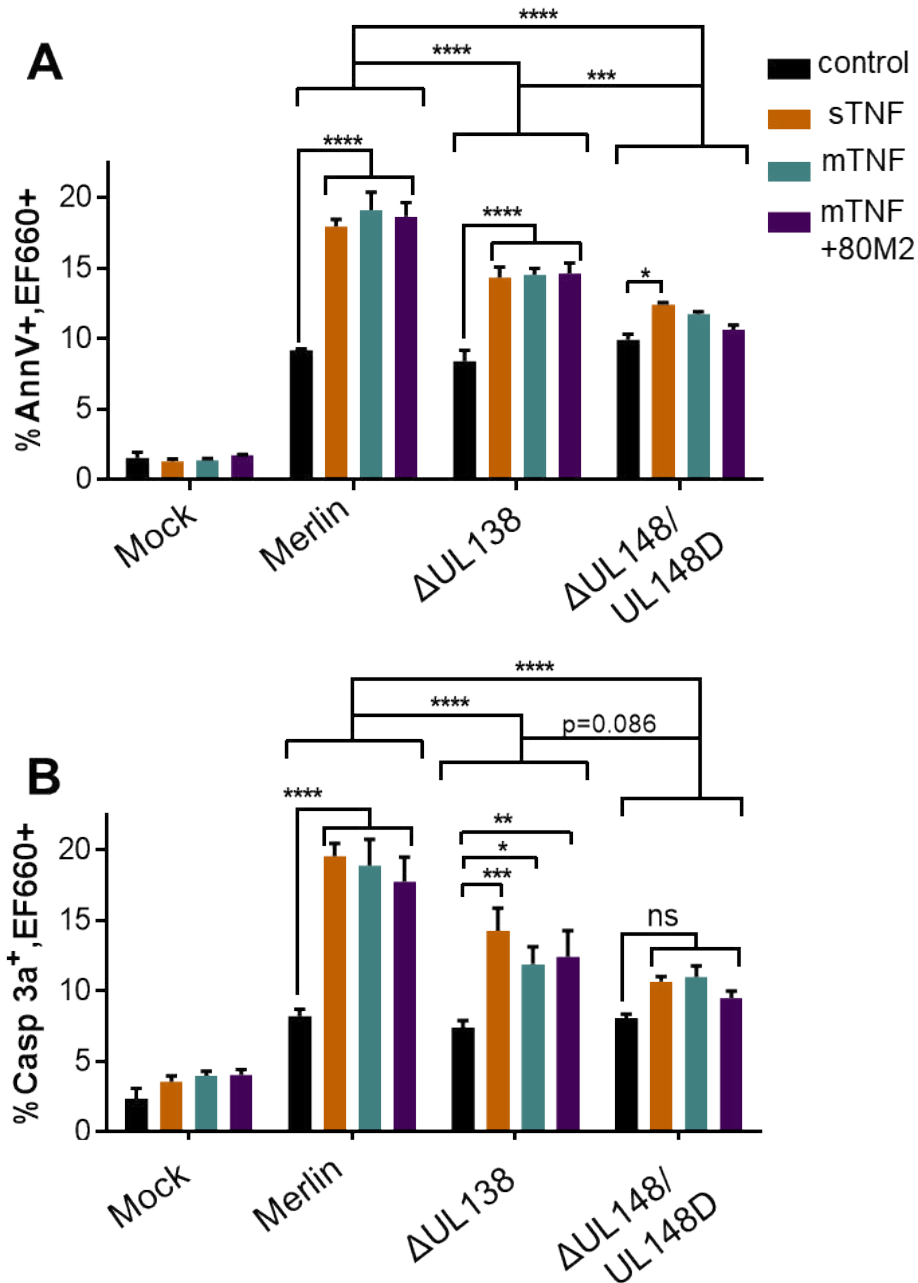 ****
A
****
***
control
sTNF
mTNF
mTNF
+80M2
****
****
*
20
15
10
5
0
%AnnV+,EF660+
Mock
Merlin
ΔUL138
ΔUL148/
UL148D
****
****
p=0.086
B
****
**
*
***
ns
20
15
10
5
0
%Casp 3a+,EF660+
Mock
Merlin
ΔUL138
ΔUL148/
UL148D